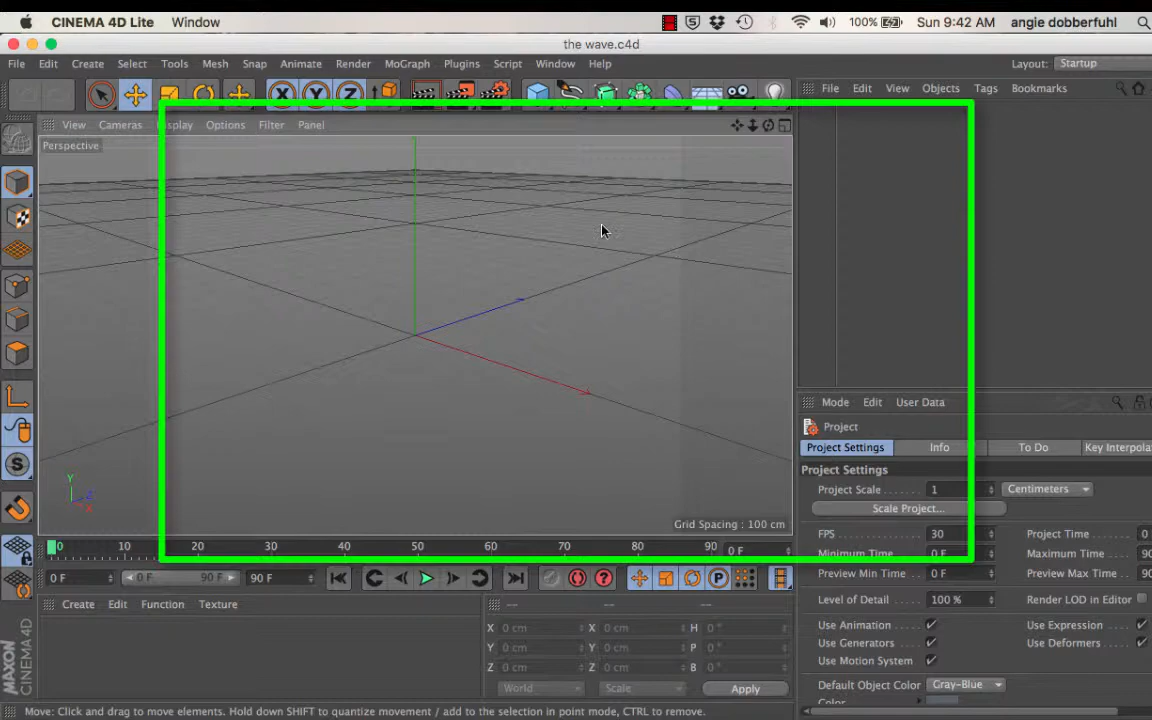 CINEMA 4D Lite Window 100% Sun 9:42 AM angie dobberfuhl
the wave.c4d
File Edit Create Select Tools Mesh Snap Animate Render MoGraph Plugins Script Window Help Layout: Startup
X Y Z
File Edit View Objects Tags Bookmarks
View Cameras Display Options Filter Panel
Perspective
Mode Edit User Data
Project
Project Settings Info To Do Key Interpola
Project Settings
Project Scale 1 Centimeters
Scale Project...
Y
Z
X
Grid Spacing : 100 cm
FPS 30 Project Time 0
0 10 20 30 40 50 60 70 80 90 0 F
Minimum Time 0 F Maximum Time 90
0 F 0 F 90 F 90 F P
Preview Min Time 0 F Preview Max Time 90
Level of Detail 100 % Render LOD in Editor
Create Edit Function Texture -- -- --
Use Animation Use Expression
X 0 cm X 0 cm H 0 °
Use Generators Use Deformers
Y 0 cm Y 0 cm P 0 °
Use Motion System
Z 0 cm Z 0 cm B 0 °
Default Object Color Gray-Blue
World Scale Apply
Color
MAXON
CINEMA 4D
Move: Click and drag to move elements. Hold down SHIFT to quantize movement / add to the selection in point mode, CTRL to remove.